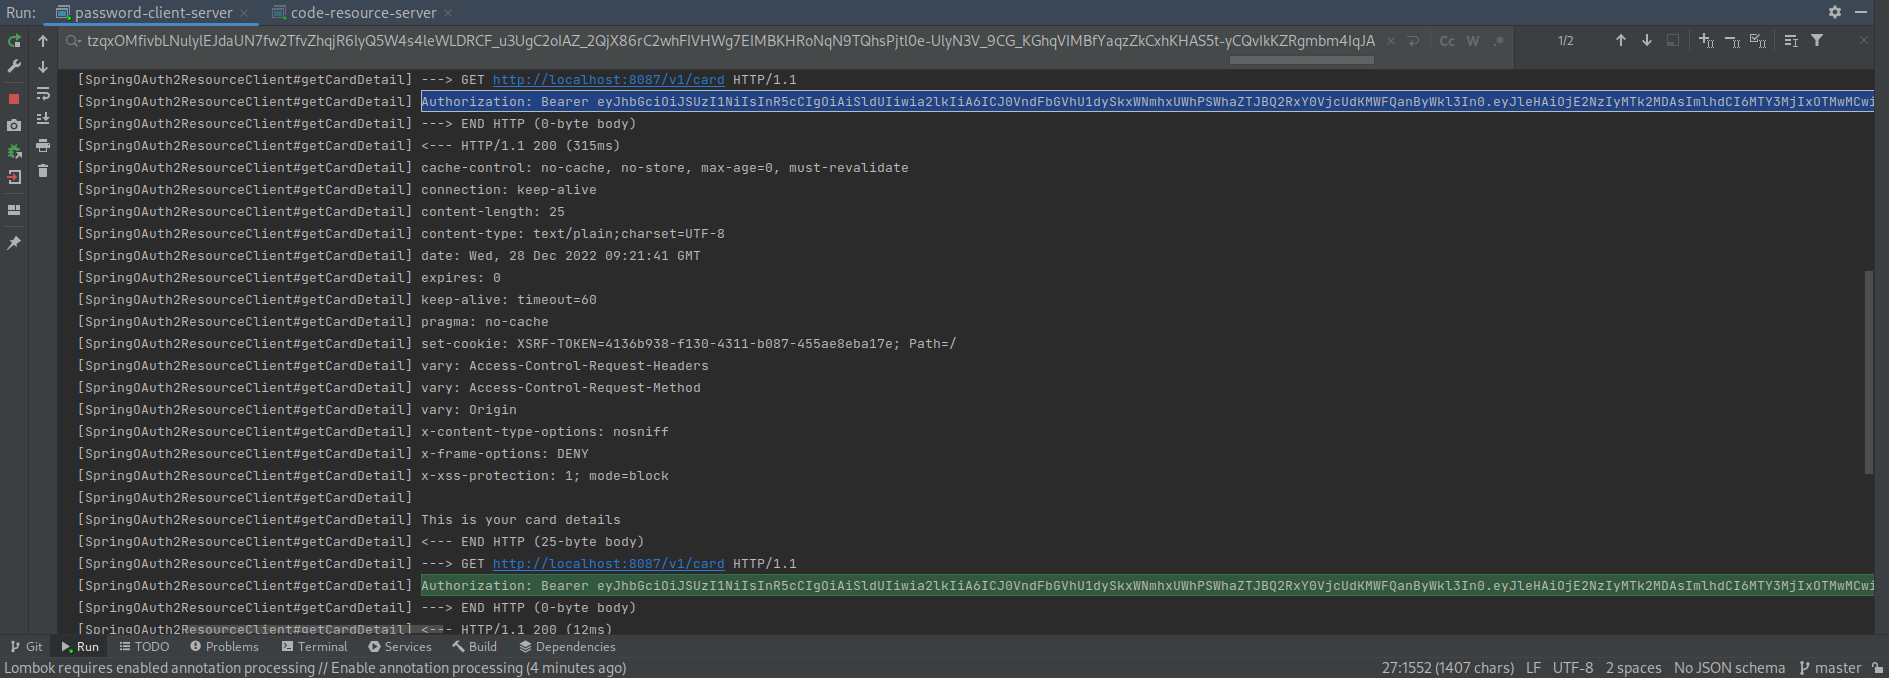 Run: password-client-server code-resource-server
tzqxOMfivbLNulylEJdaUN7fw2TfvZhqjR6lyQ5W4s4leWLDRCF_u3UgC2oIAZ_2QjX86rC2whFIVHWg7EIMBKHRoNqN9TQhsPjtl0e-UlyN3V_9CG_KGhqVIMBfYaqzZkCxhKHAS5t-yCQvIkKZRgmbm4IqJA Cc W .* 1/2
[SpringOAuth2ResourceClient#getCardDetail] ---> GET http://localhost:8087/v1/card HTTP/1.1
[SpringOAuth2ResourceClient#getCardDetail] Authorization: Bearer eyJhbGciOiJSUzI1NiIsInR5cCIgOiAiSldUIiwia2lkIiA6ICJ0VndFbGVhU1dySkxWNmhxUWhPSWhaZTJBQ2RxY0VjcUdKMWFQanByWkl3In0.eyJleHAiOjE2NzIyMTk2MDAsImlhdCI6MTY3MjIxOTMwMCwi
[SpringOAuth2ResourceClient#getCardDetail] ---> END HTTP (0-byte body)
[SpringOAuth2ResourceClient#getCardDetail] <--- HTTP/1.1 200 (315ms)
[SpringOAuth2ResourceClient#getCardDetail] cache-control: no-cache, no-store, max-age=0, must-revalidate
[SpringOAuth2ResourceClient#getCardDetail] connection: keep-alive
[SpringOAuth2ResourceClient#getCardDetail] content-length: 25
[SpringOAuth2ResourceClient#getCardDetail] content-type: text/plain;charset=UTF-8
[SpringOAuth2ResourceClient#getCardDetail] date: Wed, 28 Dec 2022 09:21:41 GMT
[SpringOAuth2ResourceClient#getCardDetail] expires: 0
[SpringOAuth2ResourceClient#getCardDetail] keep-alive: timeout=60
[SpringOAuth2ResourceClient#getCardDetail] pragma: no-cache
[SpringOAuth2ResourceClient#getCardDetail] set-cookie: XSRF-TOKEN=4136b938-f130-4311-b087-455ae8eba17e; Path=/
[SpringOAuth2ResourceClient#getCardDetail] vary: Access-Control-Request-Headers
[SpringOAuth2ResourceClient#getCardDetail] vary: Access-Control-Request-Method
[SpringOAuth2ResourceClient#getCardDetail] vary: Origin
[SpringOAuth2ResourceClient#getCardDetail] x-content-type-options: nosniff
[SpringOAuth2ResourceClient#getCardDetail] x-frame-options: DENY
[SpringOAuth2ResourceClient#getCardDetail] x-xss-protection: 1; mode=block
[SpringOAuth2ResourceClient#getCardDetail]
[SpringOAuth2ResourceClient#getCardDetail] This is your card details
[SpringOAuth2ResourceClient#getCardDetail] <--- END HTTP (25-byte body)
[SpringOAuth2ResourceClient#getCardDetail] ---> GET http://localhost:8087/v1/card HTTP/1.1
[SpringOAuth2ResourceClient#getCardDetail] Authorization: Bearer eyJhbGciOiJSUzI1NiIsInR5cCIgOiAiSldUIiwia2lkIiA6ICJ0VndFbGVhU1dySkxWNmhxUWhPSWhaZTJBQ2RxY0VjcUdKMWFQanByWkl3In0.eyJleHAiOjE2NzIyMTk2MDAsImlhdCI6MTY3MjIxOTMwMCwi
[SpringOAuth2ResourceClient#getCardDetail] ---> END HTTP (0-byte body)
[SpringOAuth2ResourceClient#getCardDetail] <--- HTTP/1.1 200 (12ms)
Git Run TODO Problems Terminal Services Build Dependencies
Lombok requires enabled annotation processing // Enable annotation processing (4 minutes ago) 27:1552 (1407 chars) LF UTF-8 2 spaces No JSON schema master